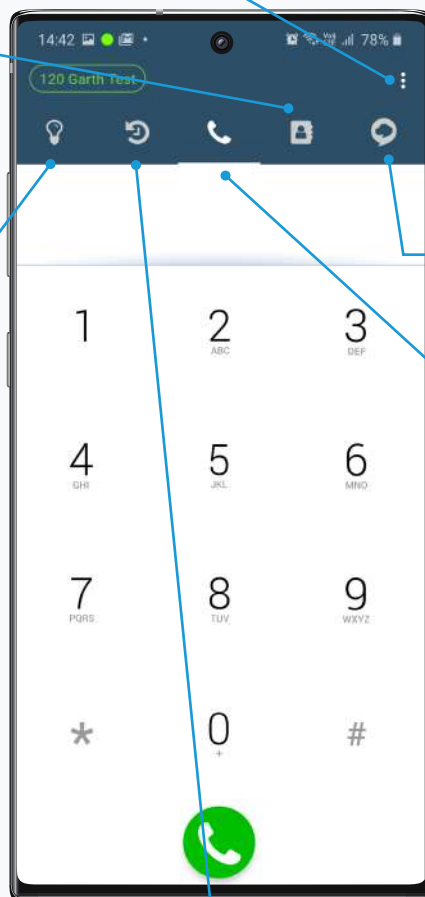 14:42 78%
120 Garth Test
1 2 3
ABC DEF
4 5 6
GHI JKL MNO
7 8 9
PQRS TUV WXYZ
* 0 #
+